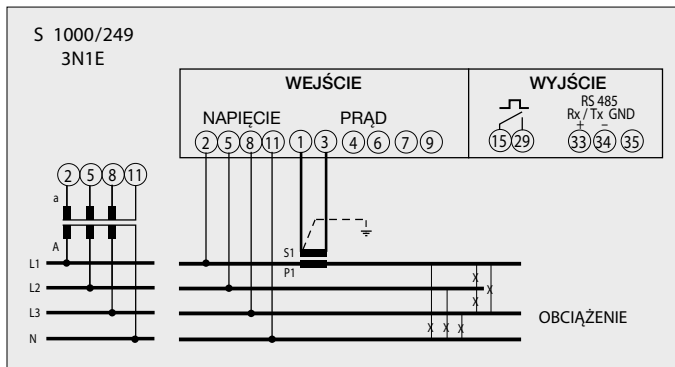 S 1000/249
3N1E
WEJŚCIE
WYJŚCIE
NAPIĘCIE
PRĄD
RS 485
Rx / Tx GND
+ –
2 5 8 11 1 3 4 6 7 9 15 29 33 34 35
2 5 8 11
a
A
S1
P1
L1
L2
L3
N
X
X
X
X X X
OBCIĄŻENIE